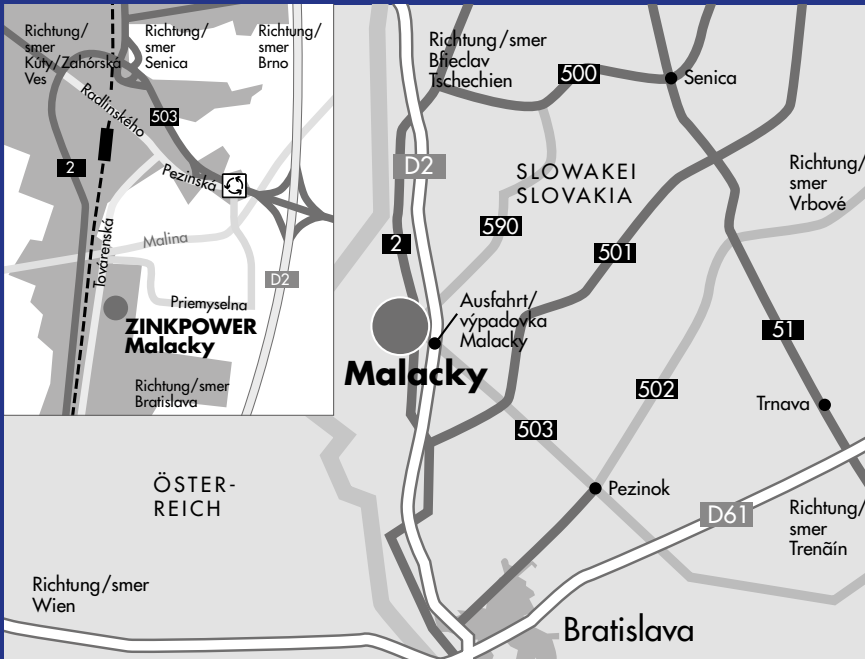 Richtung/
smer
Kúty/Zahórská
Ves
Richtung/
smer
Senica
Richtung/
smer
Brno
Radlinského
503
2
Pezinská
Továrenská
Malina
D2
Priemyselna
ZINKPOWER
Malacky
Richtung/smer
Bratislava
Richtung/smer
Bfieclav
Tschechien
500
Senica
D2
SLOWAKEI
SLOVAKIA
Richtung/
smer
Vrbové
590
2
501
Ausfahrt/
výpadovka
Malacky
51
Malacky
502
Trnava
503
ÖSTER-
REICH
Pezinok
D61
Richtung/
smer
Trenãín
Richtung/smer
Wien
Bratislava